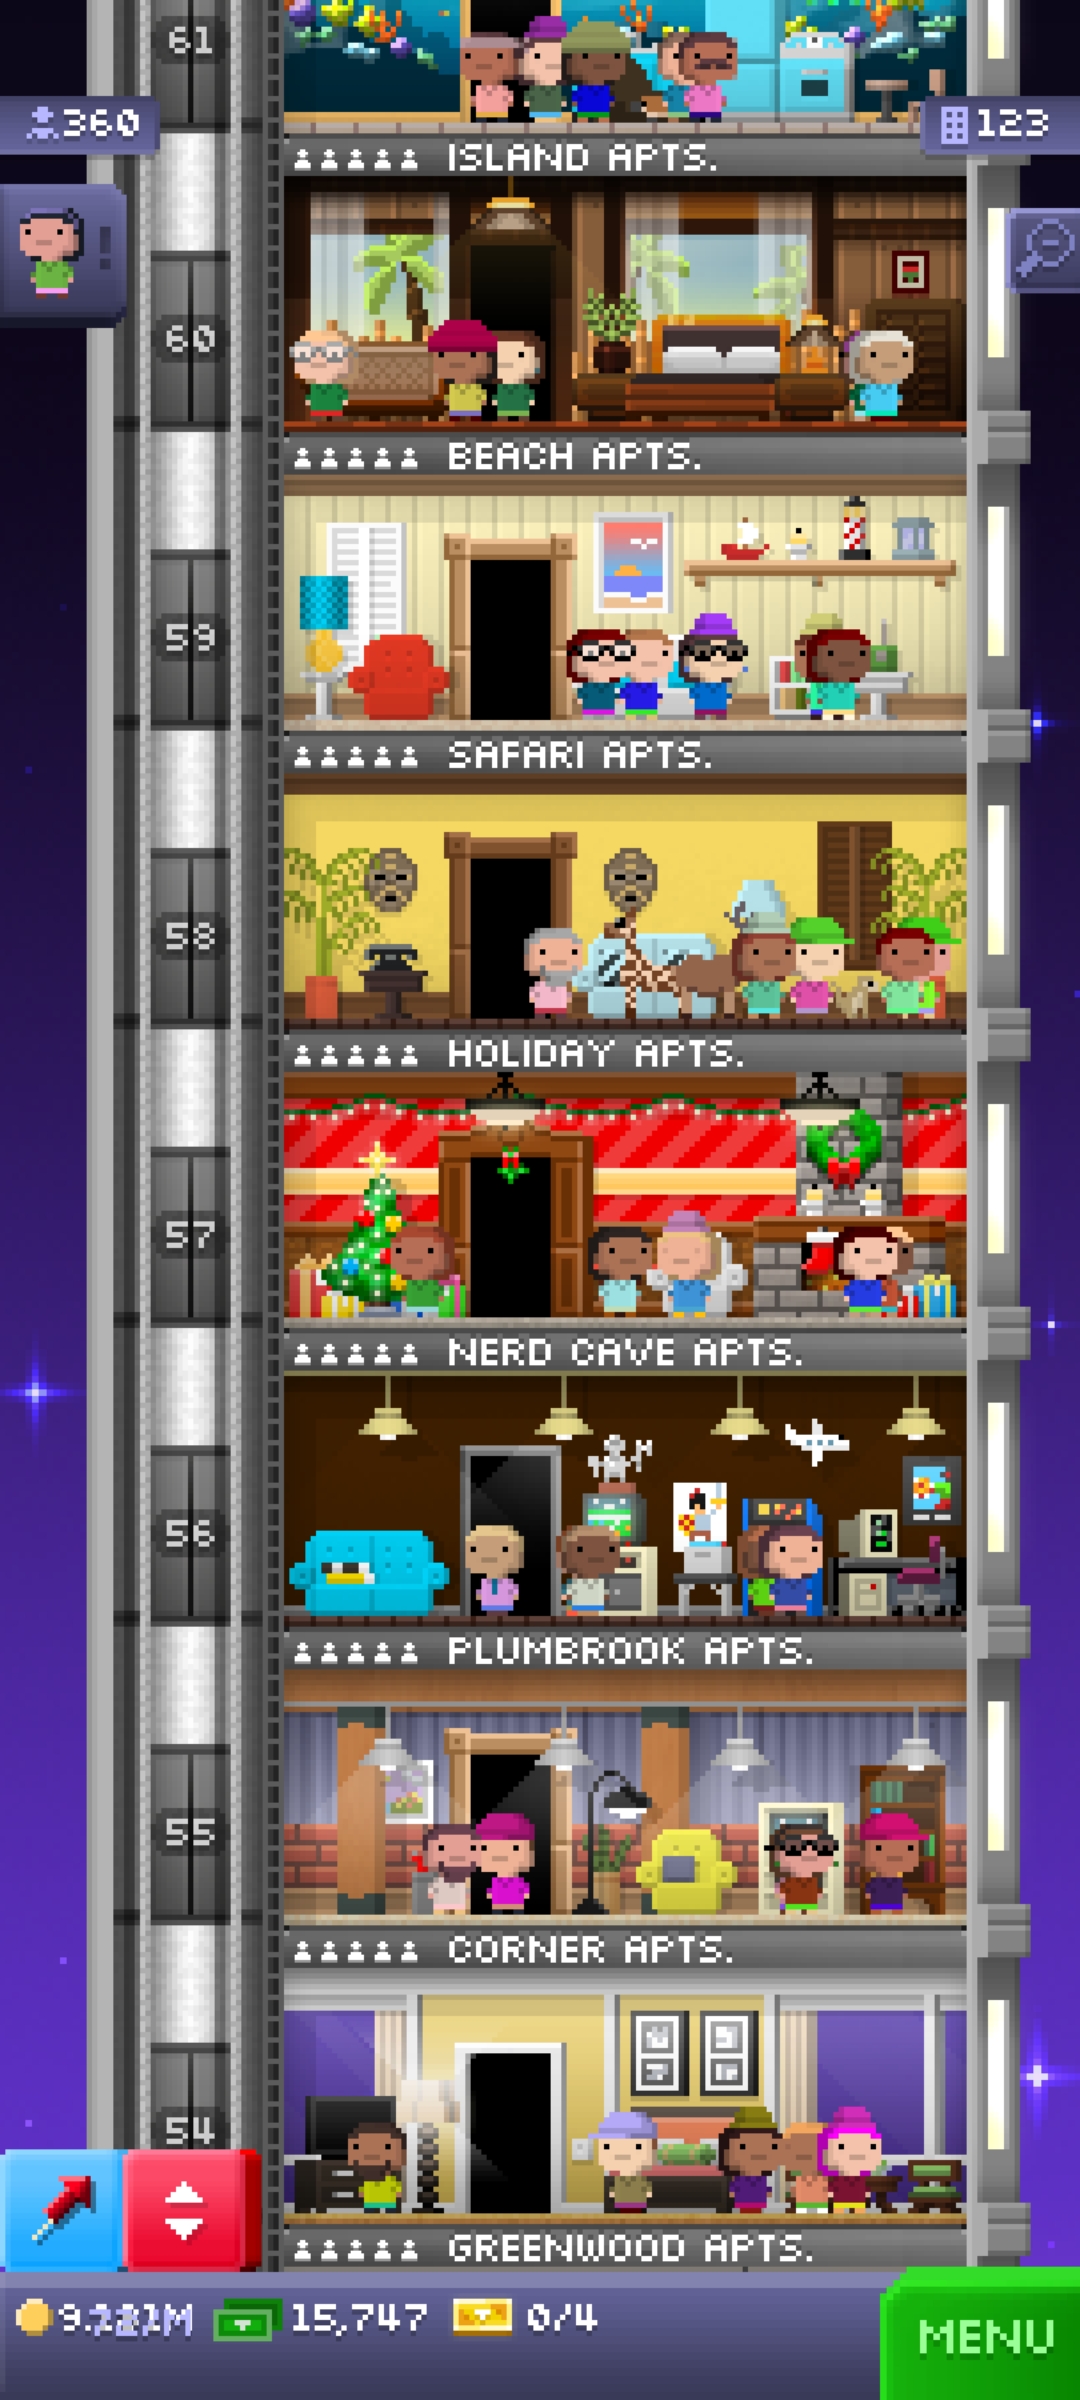 61
360
123
ISLAND APTS.
60
BEACH APTS.
59
SAFARI APTS.
58
HOLIDAY APTS.
57
NERD CAVE APTS.
56
PLUMBROOK APTS.
55
CORNER APTS.
54
GREENWOOD APTS.
15,747
0/4
MENU